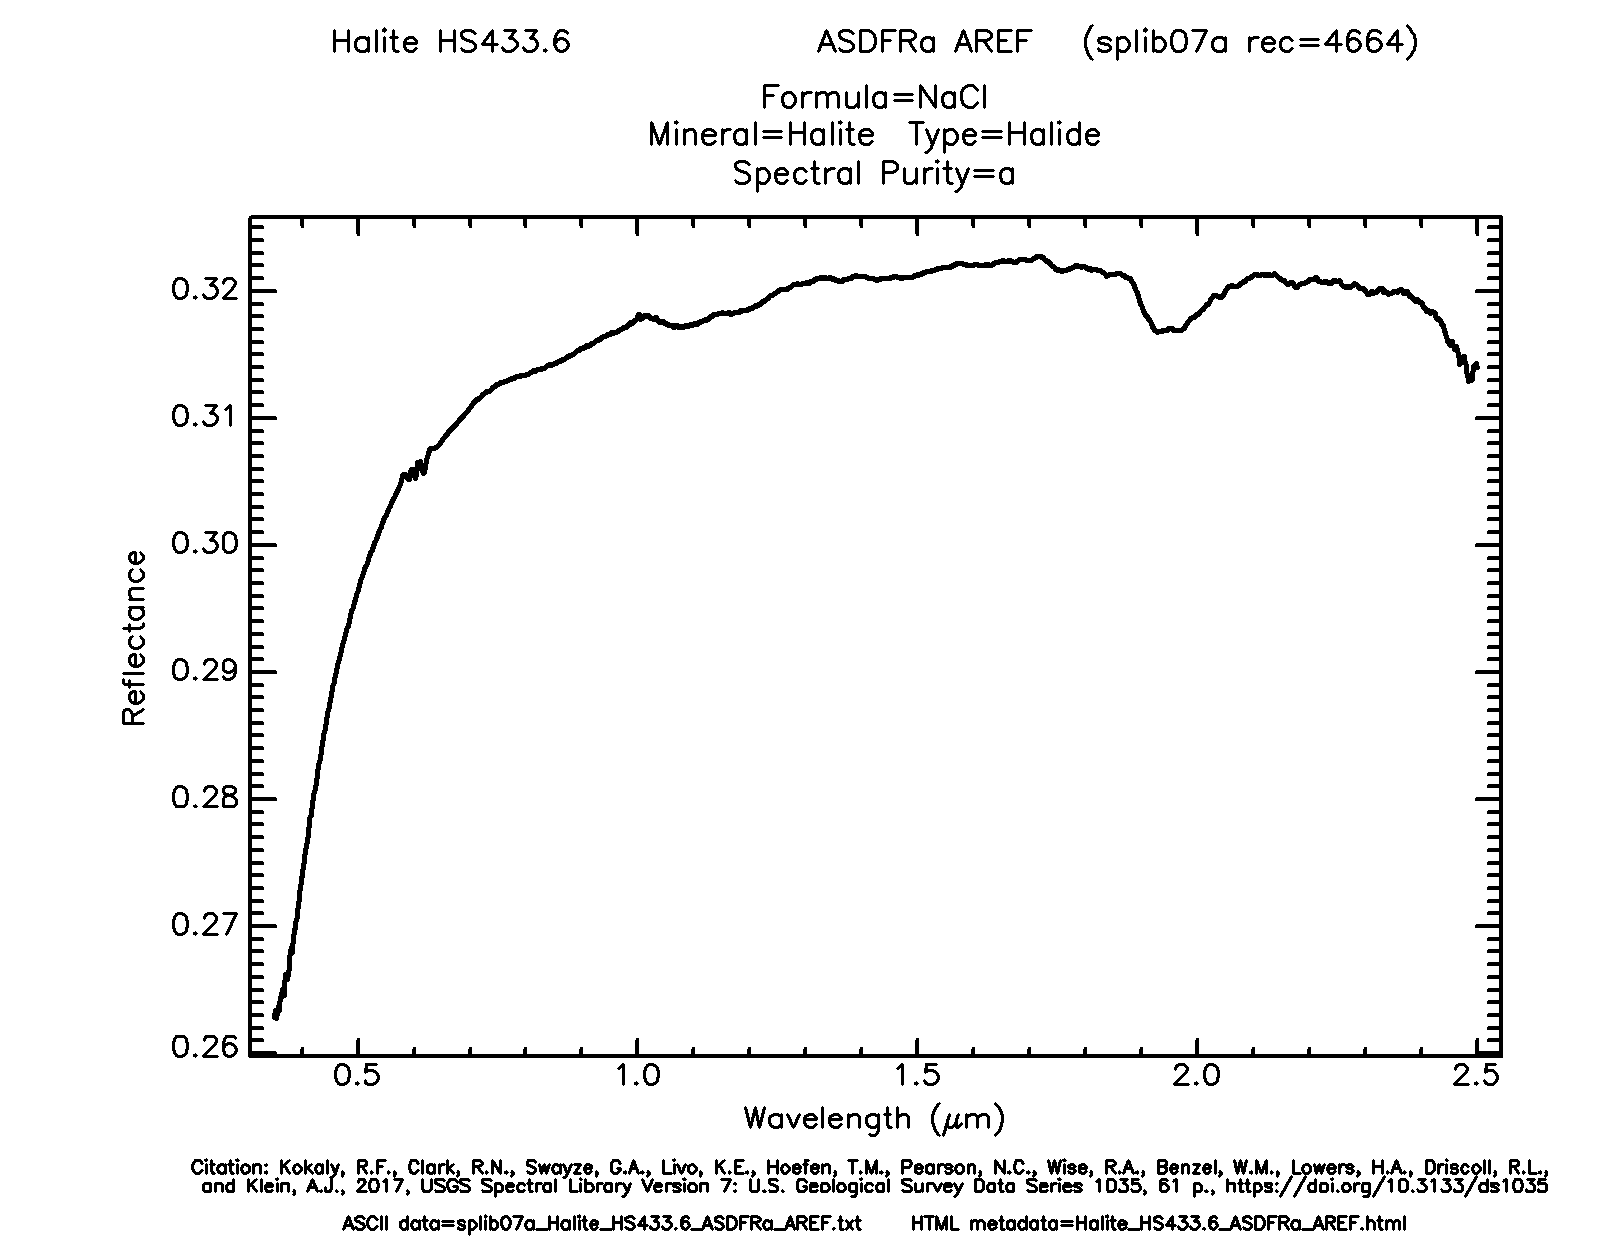 Halite HS433.6 ASDFRa AREF (splib07a rec=4664)
Formula=NaCl
Mineral=Halite Type=Halide
Spectral Purity=a
0.32
0.31
0.30
0.29
0.28
0.27
0.26
Reflectance
0.5 1.0 1.5 2.0 2.5
Wavelength (μm)
Citation: Kokaly, R.F., Clark, R.N., Swayze, G.A., Livo, K.E., Hoefen, T.M., Pearson, N.C., Wise, R.A., Benzel, W.M., Lowers, H.A., Driscoll, R.L.,
and Klein, A.J., 2017, USGS Spectral Library Version 7: U.S. Geological Survey Data Series 1035, 61 p., https://doi.org/10.3133/ds1035
ASCII data=splib07a_Halite_HS433.6_ASDFRa_AREF.txt HTML metadata=Halite_HS433.6_ASDFRa_AREF.html